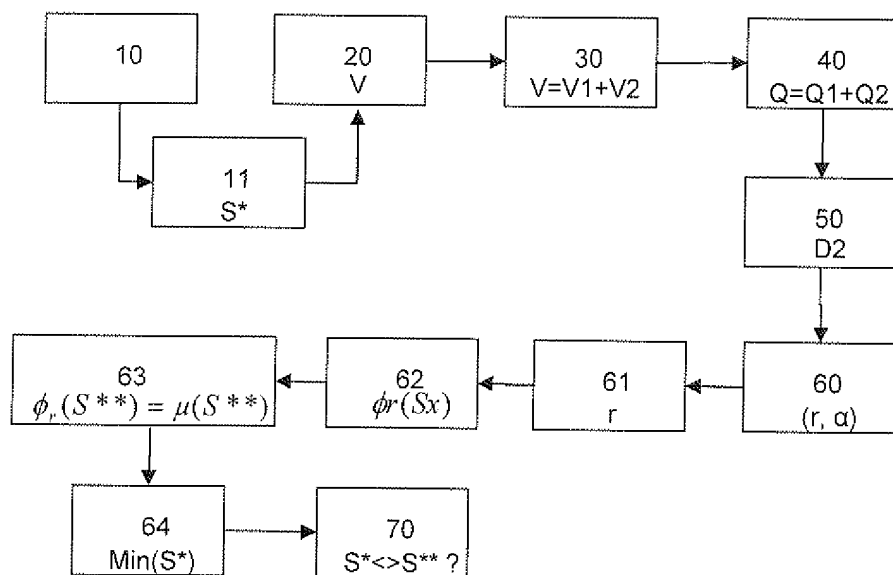 10
20
V
30
V=V1+V2
40
Q=Q1+Q2
11
S*
50
D2
60
(r, α)
61
r
62
ϕr(Sx)
63
ϕr(S**) = μ(S**)
64
Min(S*)
70
S*<>S** ?